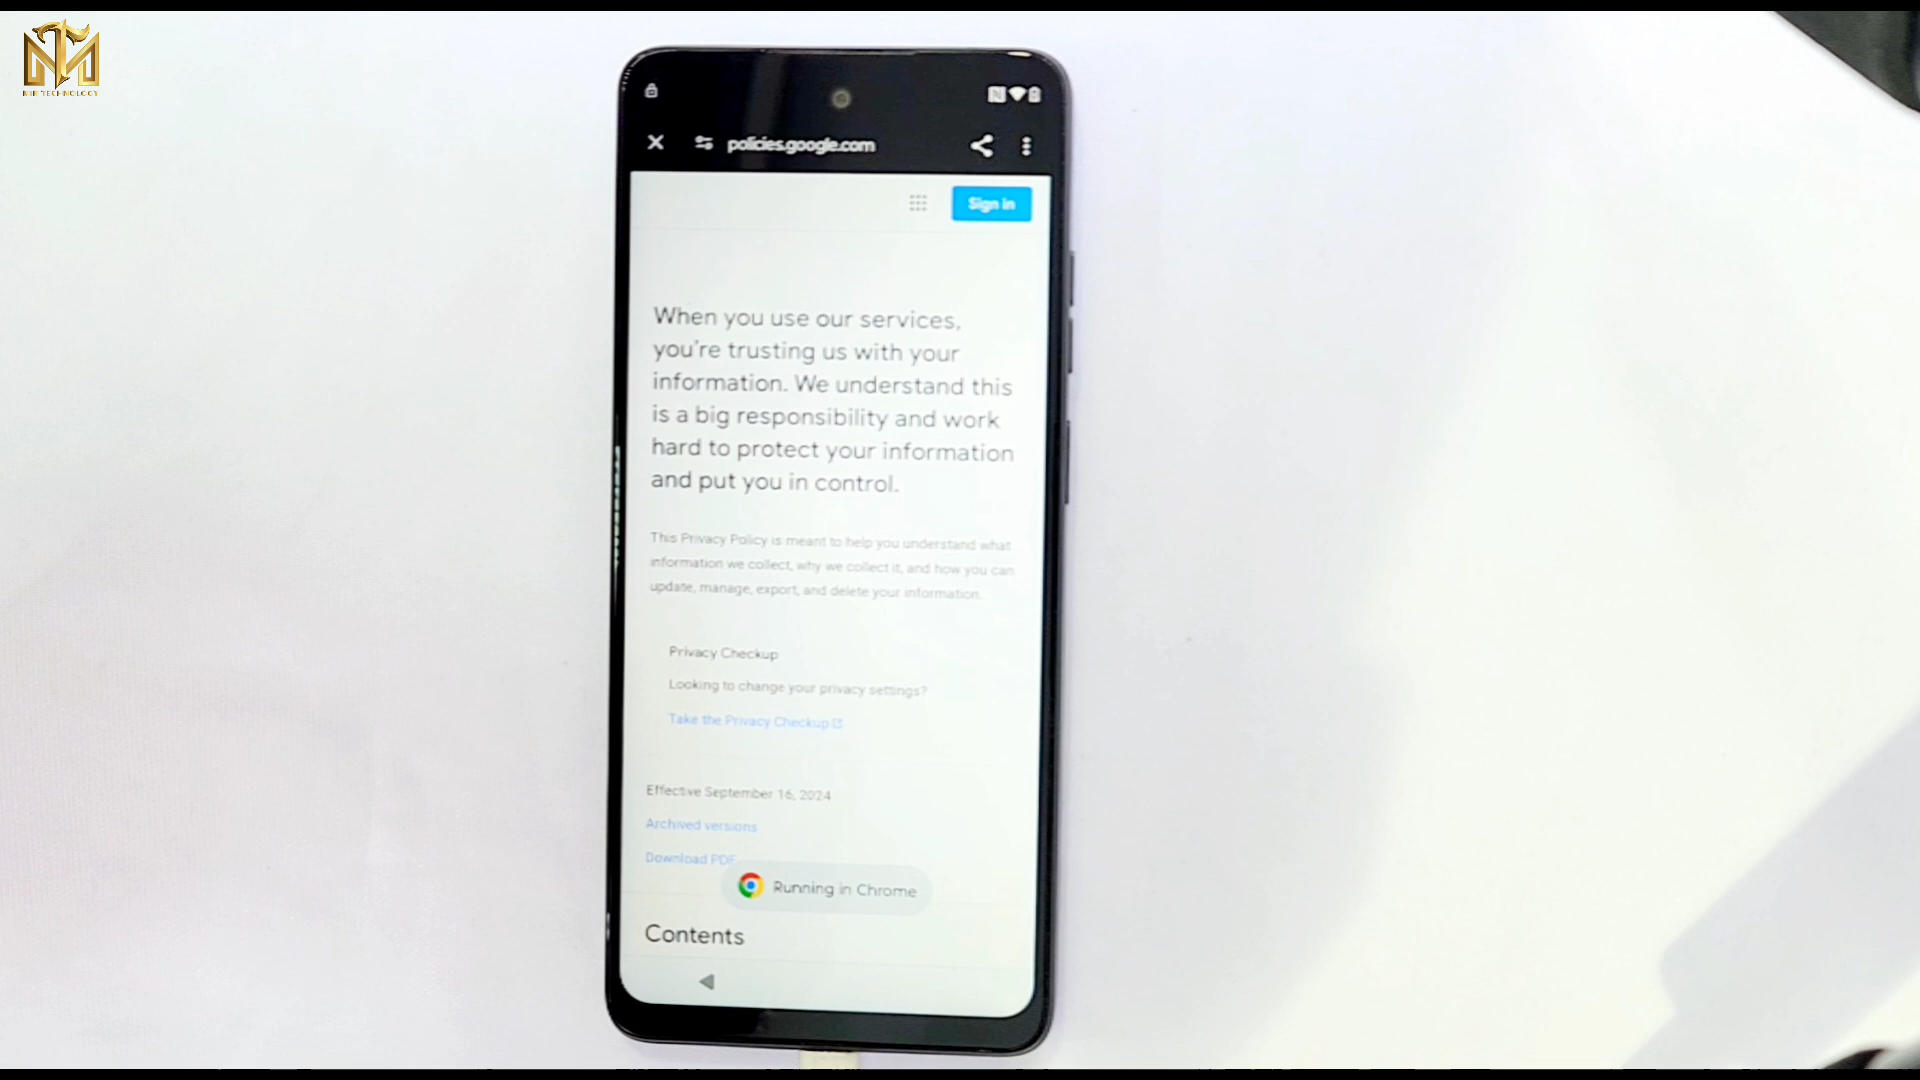 MR TECHNOLOGY
policies.google.com
Sign in
When you use our services,
you're trusting us with your
information. We understand this
is a big responsibility and work
hard to protect your information
and put you in control.
This Privacy Policy is meant to help you understand what
information we collect, why we collect it, and how you can
update, manage, export, and delete your information.
Privacy Checkup
Looking to change your privacy settings?
Take the Privacy Checkup
Effective September 16, 2024
Archived versions
Download PDF
Running in Chrome
Contents